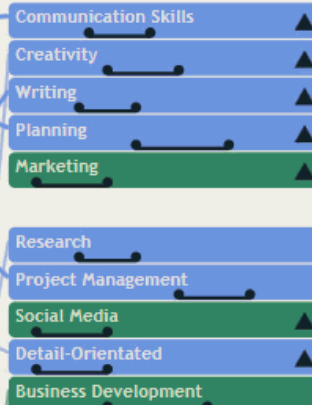 Communication Skills
Creativity
Writing
Planning
Marketing
Research
Project Management
Social Media
Detail-Orientated
Business Development